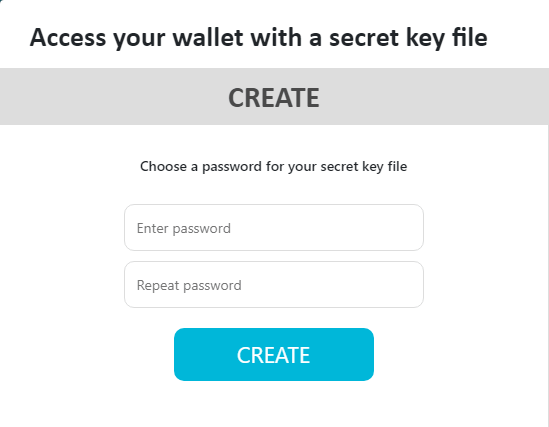 Access your wallet with a secret key file
CREATE
Choose a password for your secret key file
Enter password
Repeat password
CREATE